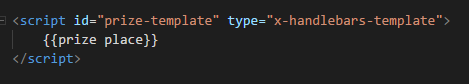 <script id="prize-template" type="x-handlebars-template">
    {{prize place}}
</script>